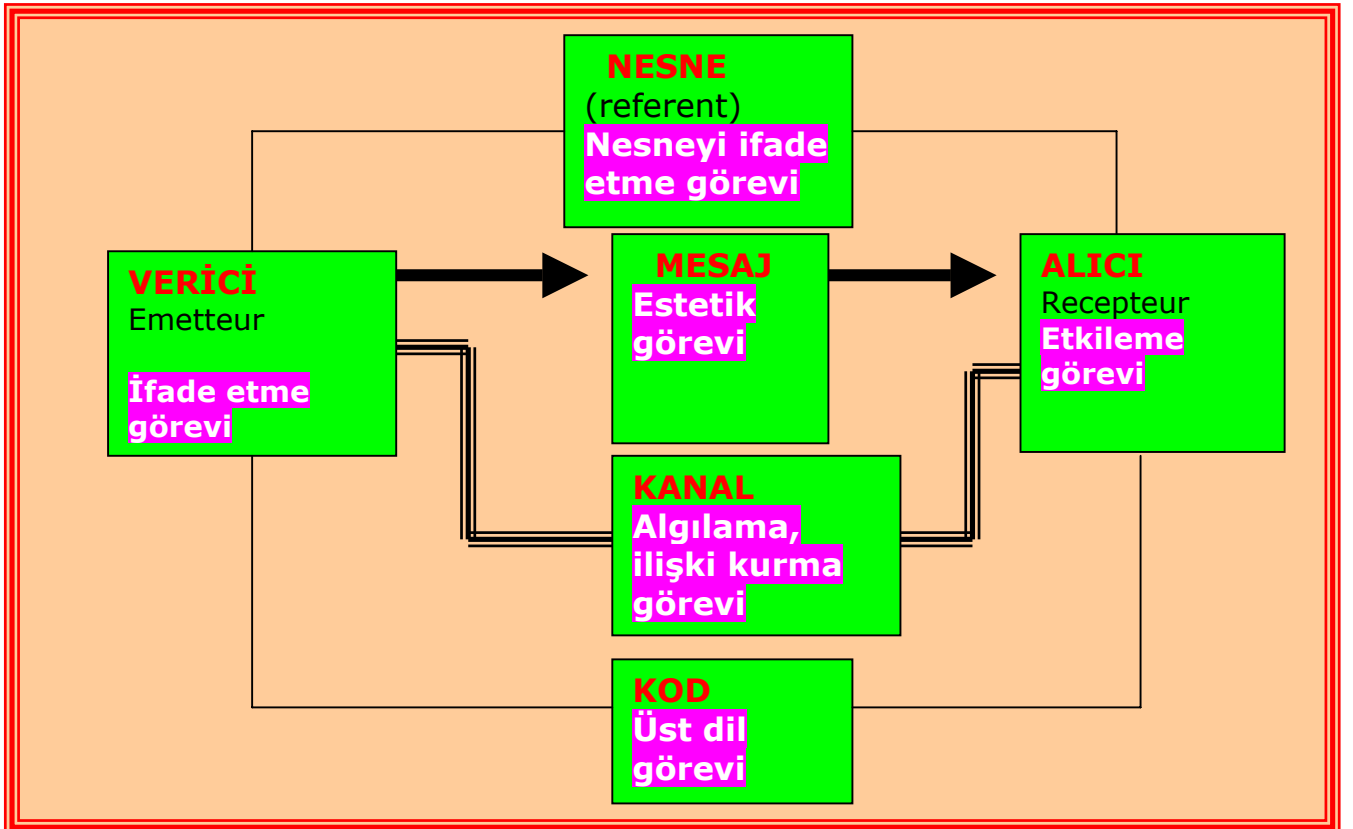 NESNE
(referent)
Nesneyi ifade
etme görevi
VERİCİ
Emetteur
İfade etme
görevi
MESAJ
Estetik
görevi
ALICI
Recepteur
Etkileme
görevi
KANAL
Algılama,
ilişki kurma
görevi
KOD
Üst dil
görevi